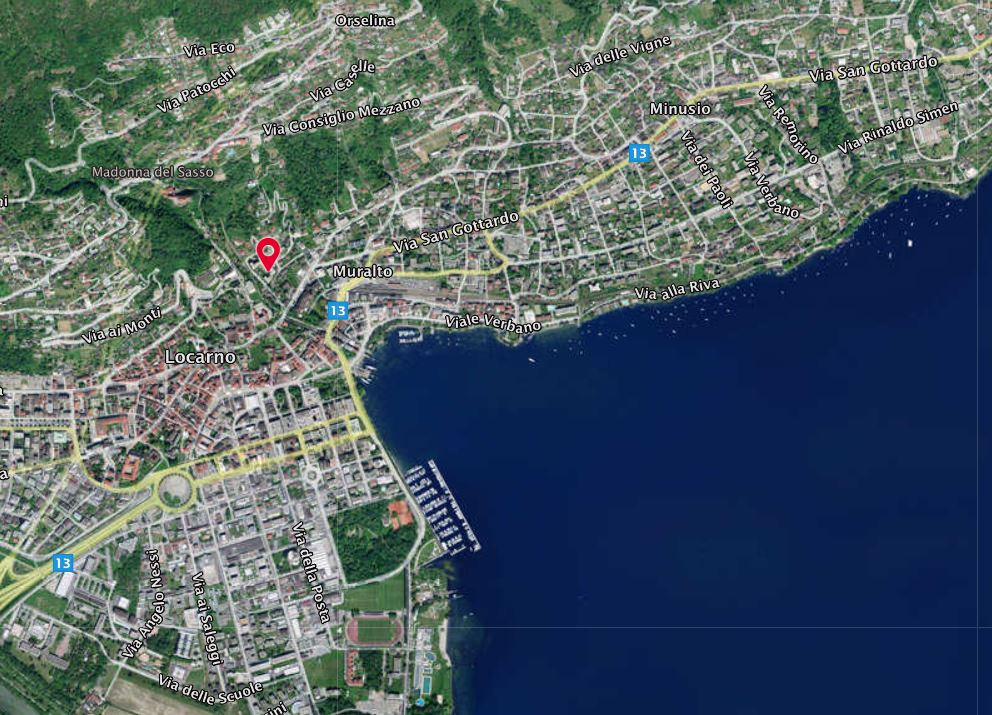 Orselina
Via Eco
Via delle Vigne
Via San Gottardo
Via Caselle
Via Patocchi
Via Consiglio Mezzano
Minusio
Via Remorino
Via Rinaldo Simen
13
Via dei Paoli
Madonna del Sasso
Via Verbano
Via San Gottardo
Muralto
Via alla Riva
13
Viale Verbano
Via ai Monti
Locarno
13
Via Angelo Nessi
Via ai Saleggi
Via della Posta
Via delle Scuole